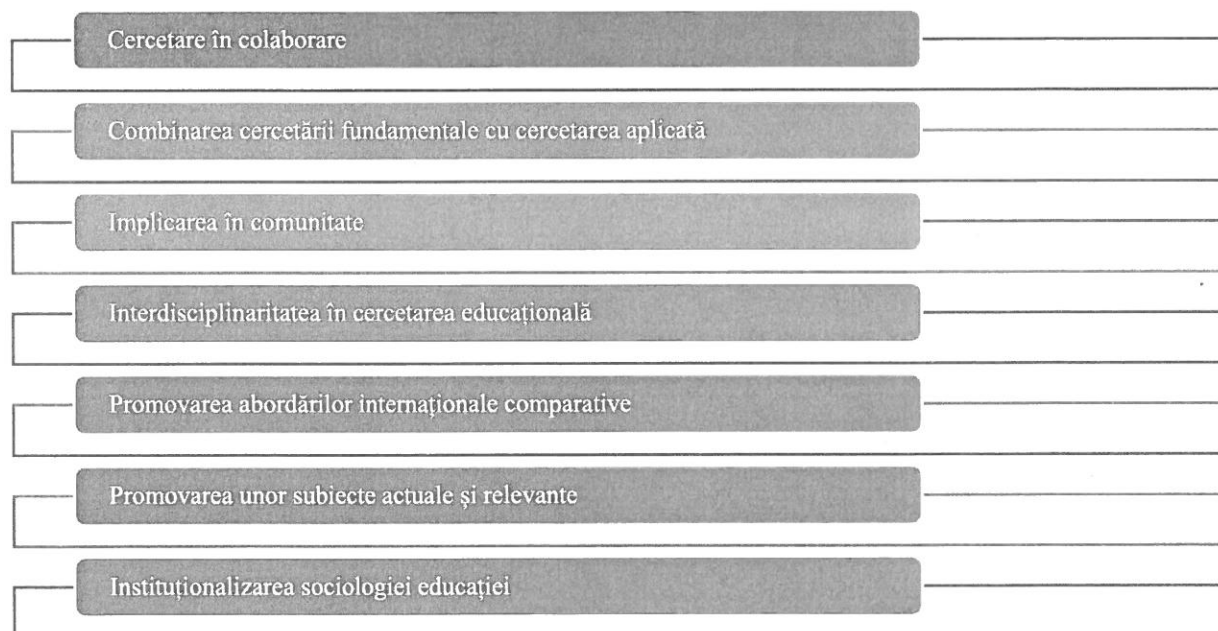 Cercetare în colaborare
Combinarea cercetării fundamentale cu cercetarea aplicată
Implicarea în comunitate
Interdisciplinaritatea în cercetarea educațională
Promovarea abordărilor internaționale comparative
Promovarea unor subiecte actuale și relevante
Instituționalizarea sociologiei educației